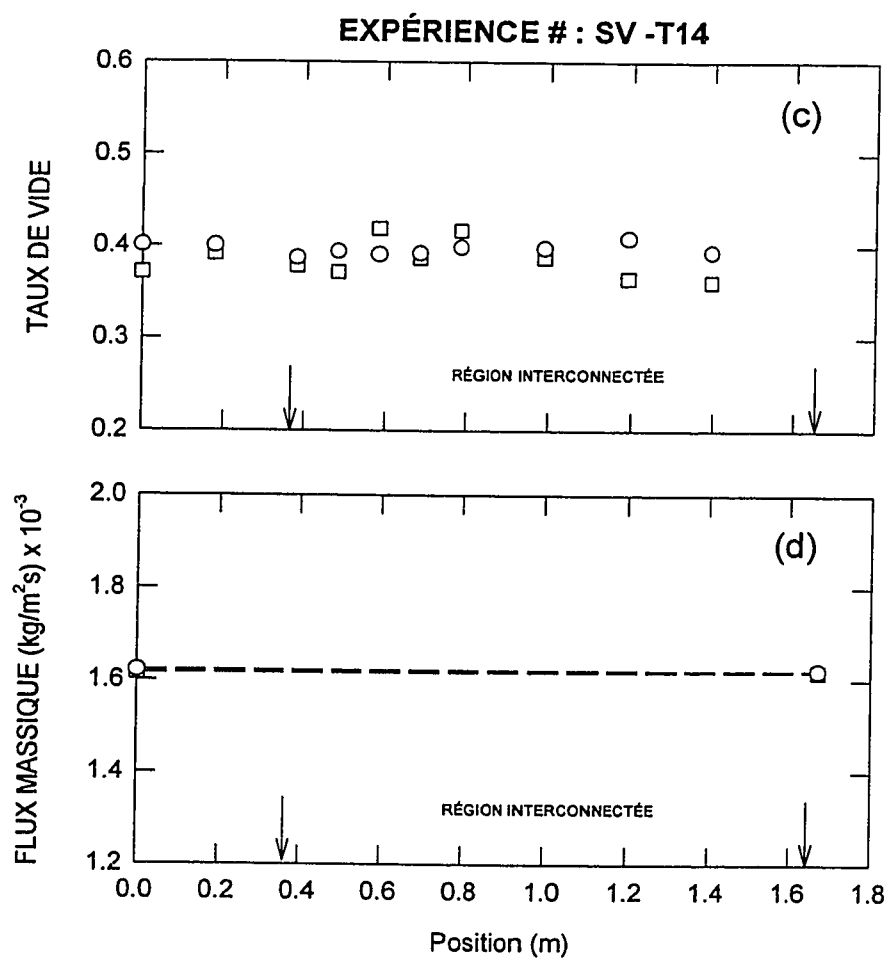 EXPÉRIENCE # : SV -T14
(c)
TAUX DE VIDE
0.6
0.5
0.4
0.3
0.2
RÉGION INTERCONNECTÉE
(d)
FLUX MASSIQUE (kg/m²s) x 10⁻³
2.0
1.8
1.6
1.4
1.2
RÉGION INTERCONNECTÉE
0.0 0.2 0.4 0.6 0.8 1.0 1.2 1.4 1.6 1.8
Position (m)